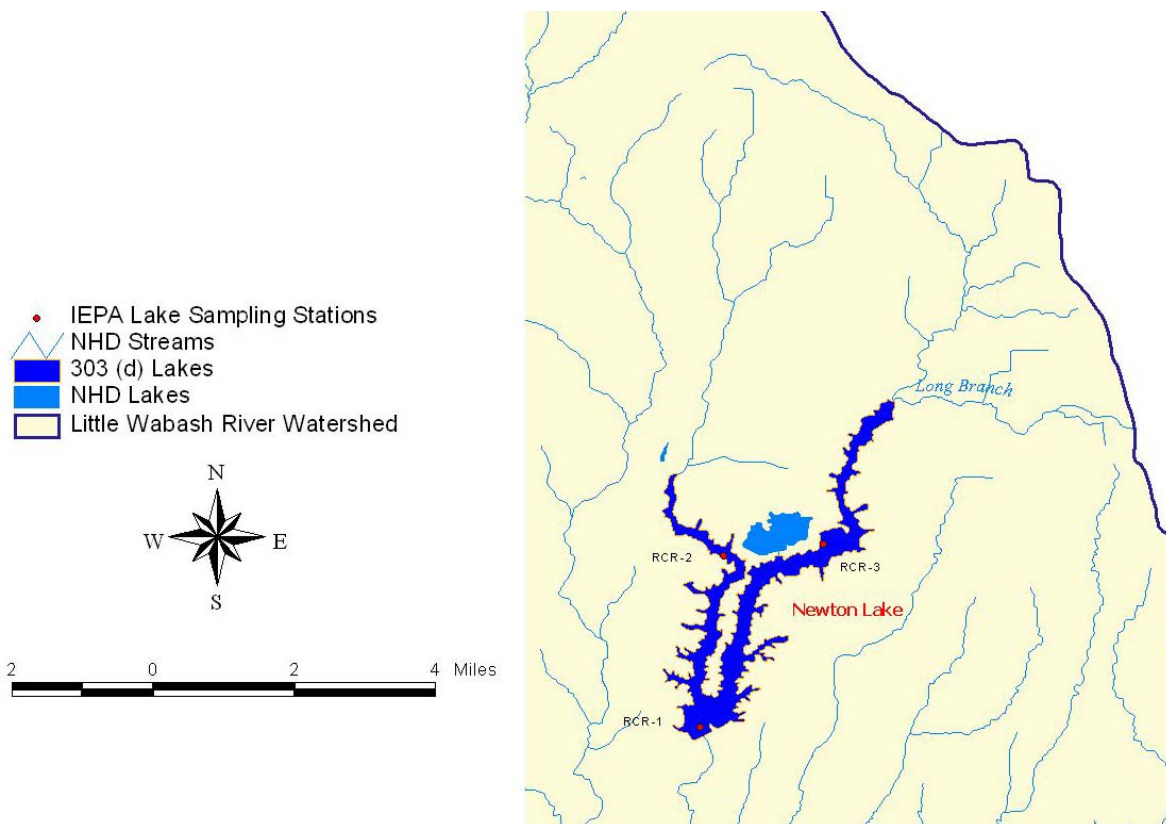 IEPA Lake Sampling Stations
NHD Streams
303 (d) Lakes
NHD Lakes
Little Wabash River Watershed
N
W E
S
2 0 2 4 Miles
Long Branch
RCR-2
RCR-3
Newton Lake
RCR-1